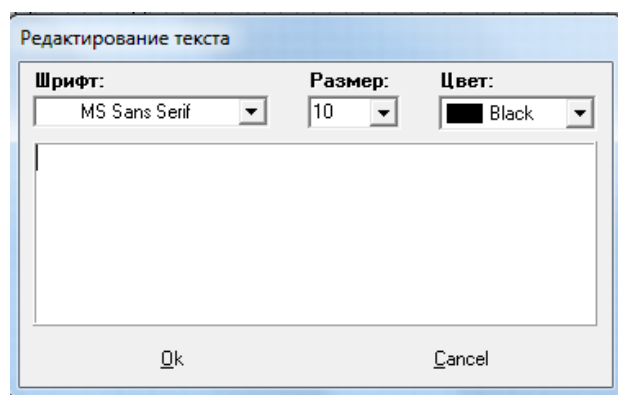 Редактирование текста
Шрифт: Размер: Цвет:
MS Sans Serif 10 Black
Ok Cancel